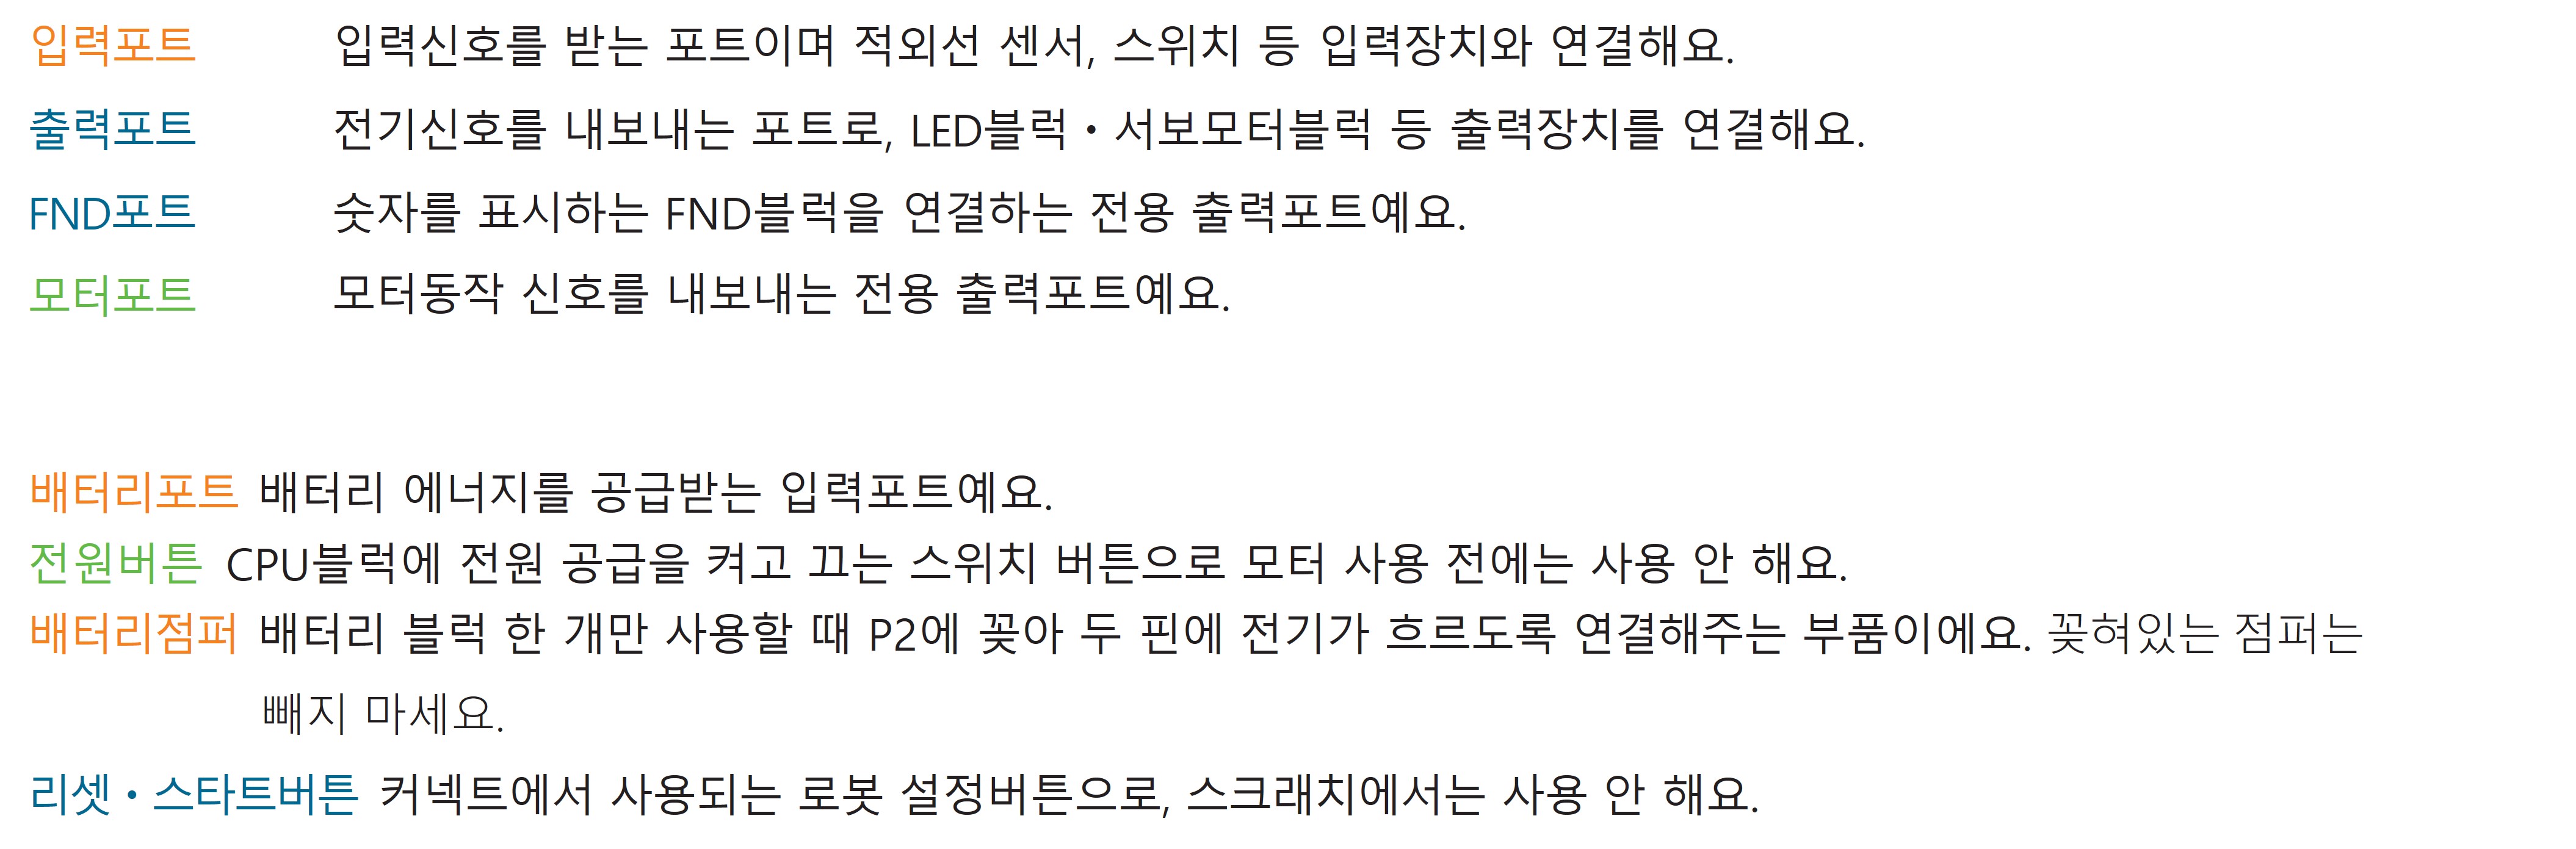 입력포트 입력신호를 받는 포트이며 적외선 센서, 스위치 등 입력장치와 연결해요.
출력포트 전기신호를 내보내는 포트로, LED블럭·서보모터블럭 등 출력장치를 연결해요.
FND포트 숫자를 표시하는 FND블럭을 연결하는 전용 출력포트예요.
모터포트 모터동작 신호를 내보내는 전용 출력포트예요.
배터리포트 배터리 에너지를 공급받는 입력포트예요.
전원버튼 CPU블럭에 전원 공급을 켜고 끄는 스위치 버튼으로 모터 사용 전에는 사용 안 해요.
배터리점퍼 배터리 블럭 한 개만 사용할 때 P2에 꽂아 두 핀에 전기가 흐르도록 연결해주는 부품이에요. 꽂혀있는 점퍼는
빼지 마세요.
리셋·스타트버튼 커넥트에서 사용되는 로봇 설정버튼으로, 스크래치에서는 사용 안 해요.